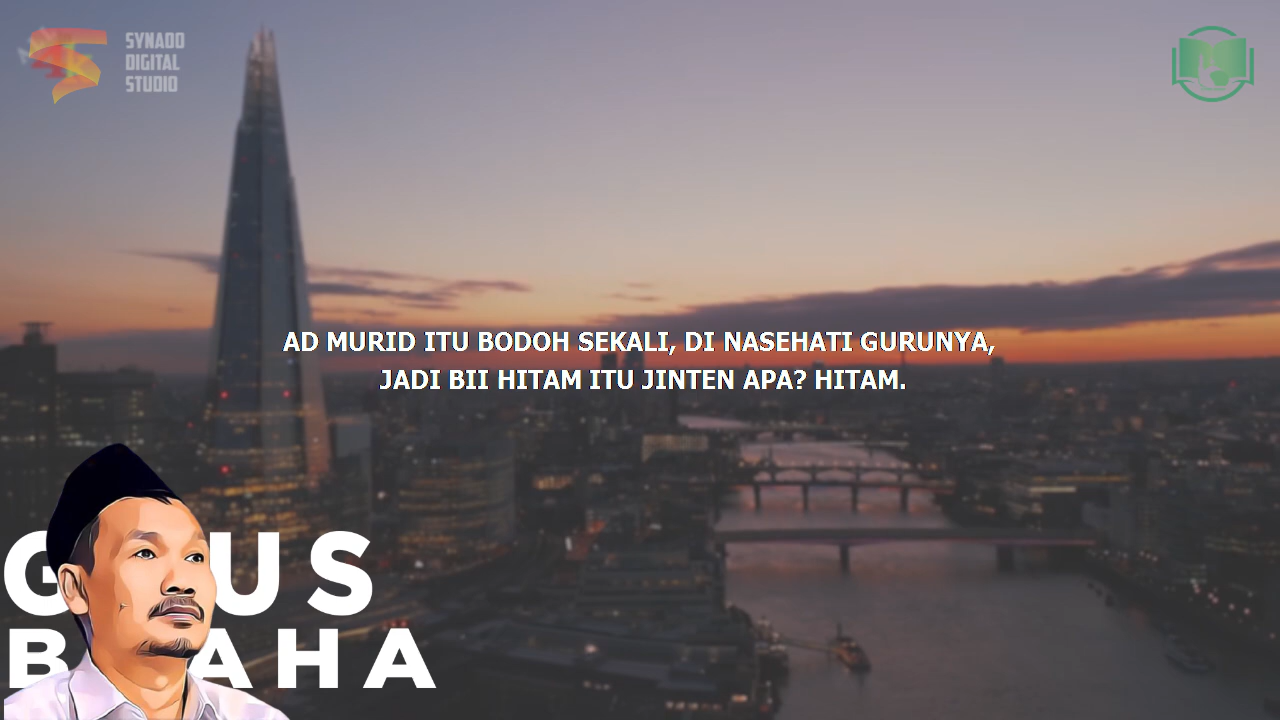 SYNADO
DIGITAL
STUDIO
AD MURID ITU BODOH SEKALI, DI NASEHATI GURUNYA,
JADI BII HITAM ITU JINTEN APA? HITAM.
GUS
BAHA